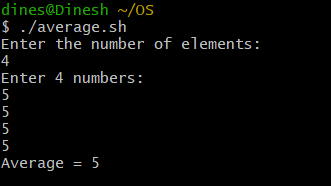 dines@Dinesh ~/OS
$ ./average.sh
Enter the number of elements:
4
Enter 4 numbers:
5
5
5
5
Average = 5